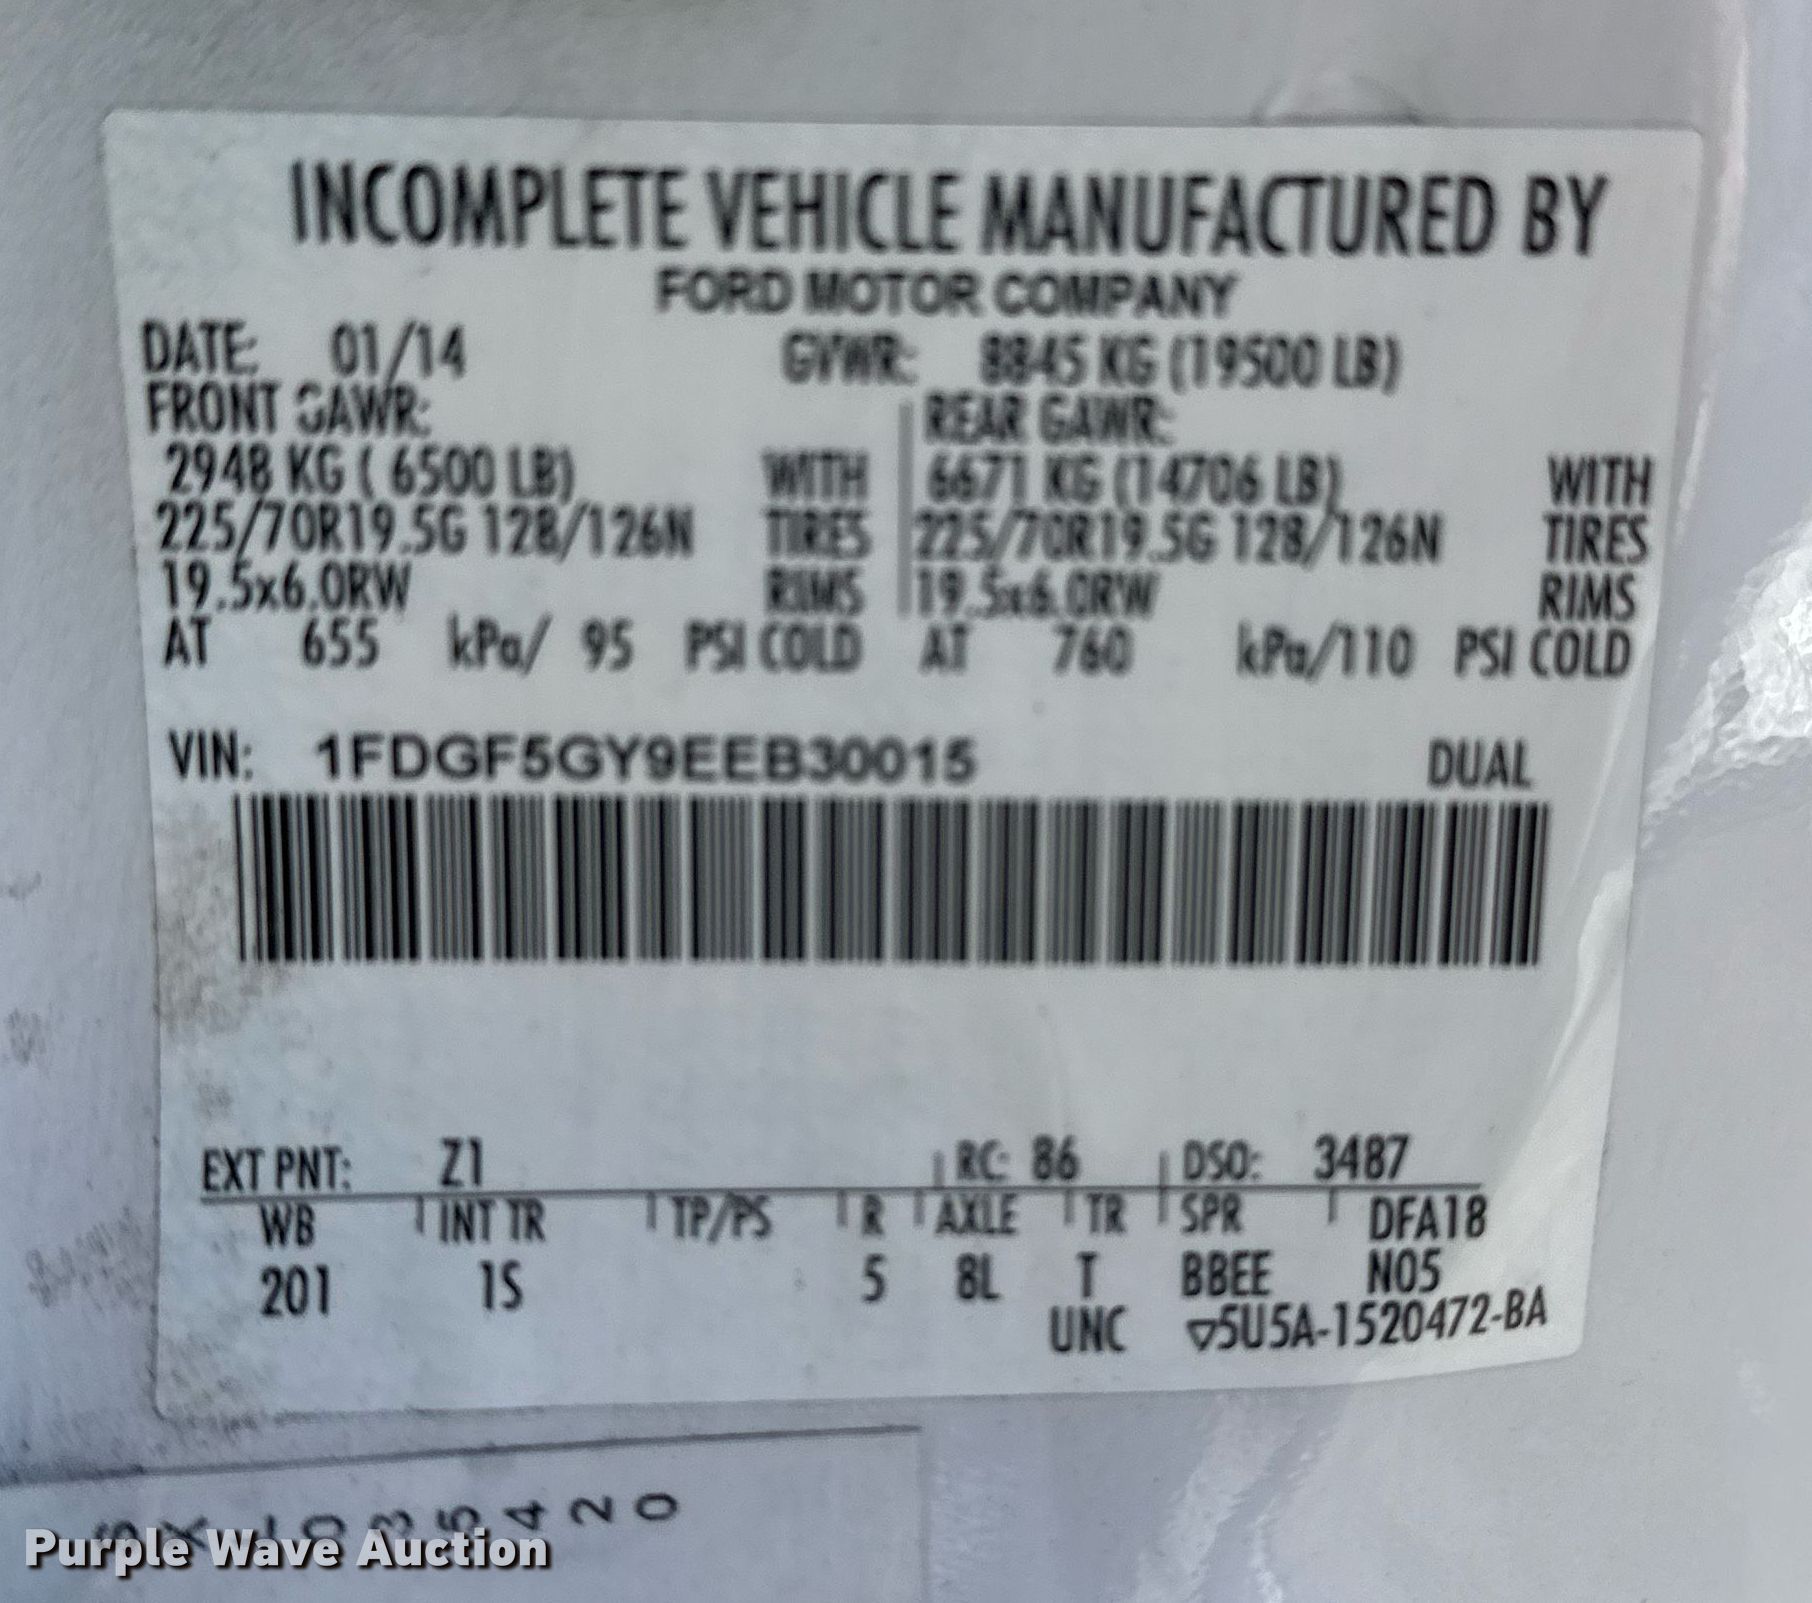 INCOMPLETE VEHICLE MANUFACTURED BY
FORD MOTOR COMPANY
DATE: 01/14 GVWR: 8845 KG (19500 LB)
FRONT GAWR: REAR GAWR:
2948 KG ( 6500 LB) WITH 6671 KG (14706 LB) WITH
225/70R19.5G 128/126N TIRES 225/70R19.5G 128/126N TIRES
19.5x6.0RW RIMS 19.5x6.0RW RIMS
AT 655 kPa/ 95 PSI COLD AT 760 kPa/110 PSI COLD
VIN: 1FDGF5GY9EEB30015 DUAL
EXT PNT: Z1 RC: 86 DSO: 3487
WB INT TR TP/PS R AXLE TR SPR DFA18
201 1S 5 8L T BBEE N05
UNC ▽5U5A-1520472-BA
035420
Purple Wave Auction